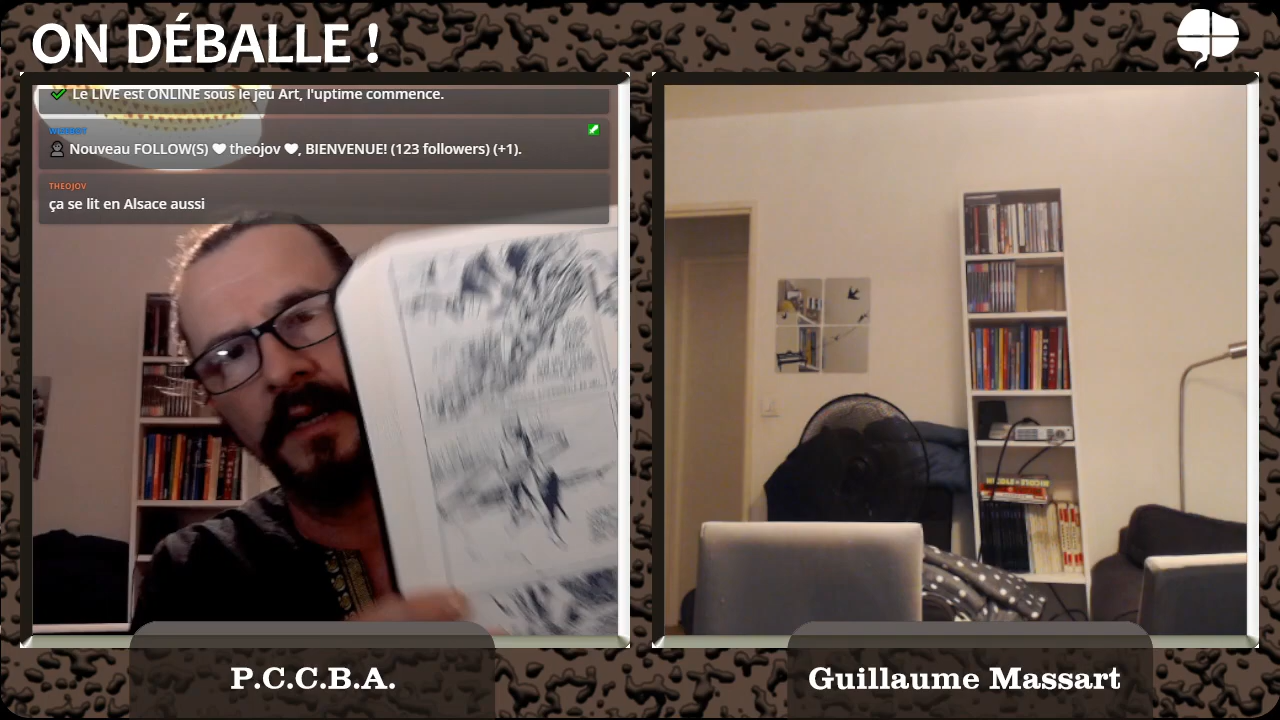 ON DÉBALLE !
Le LIVE est ONLINE sous le jeu Art, l'uptime commence.
Nouveau FOLLOW(S) theojov, BIENVENUE! (123 followers) (+1).
THEOJOV
ça se lit en Alsace aussi
P.C.C.B.A.
Guillaume Massart